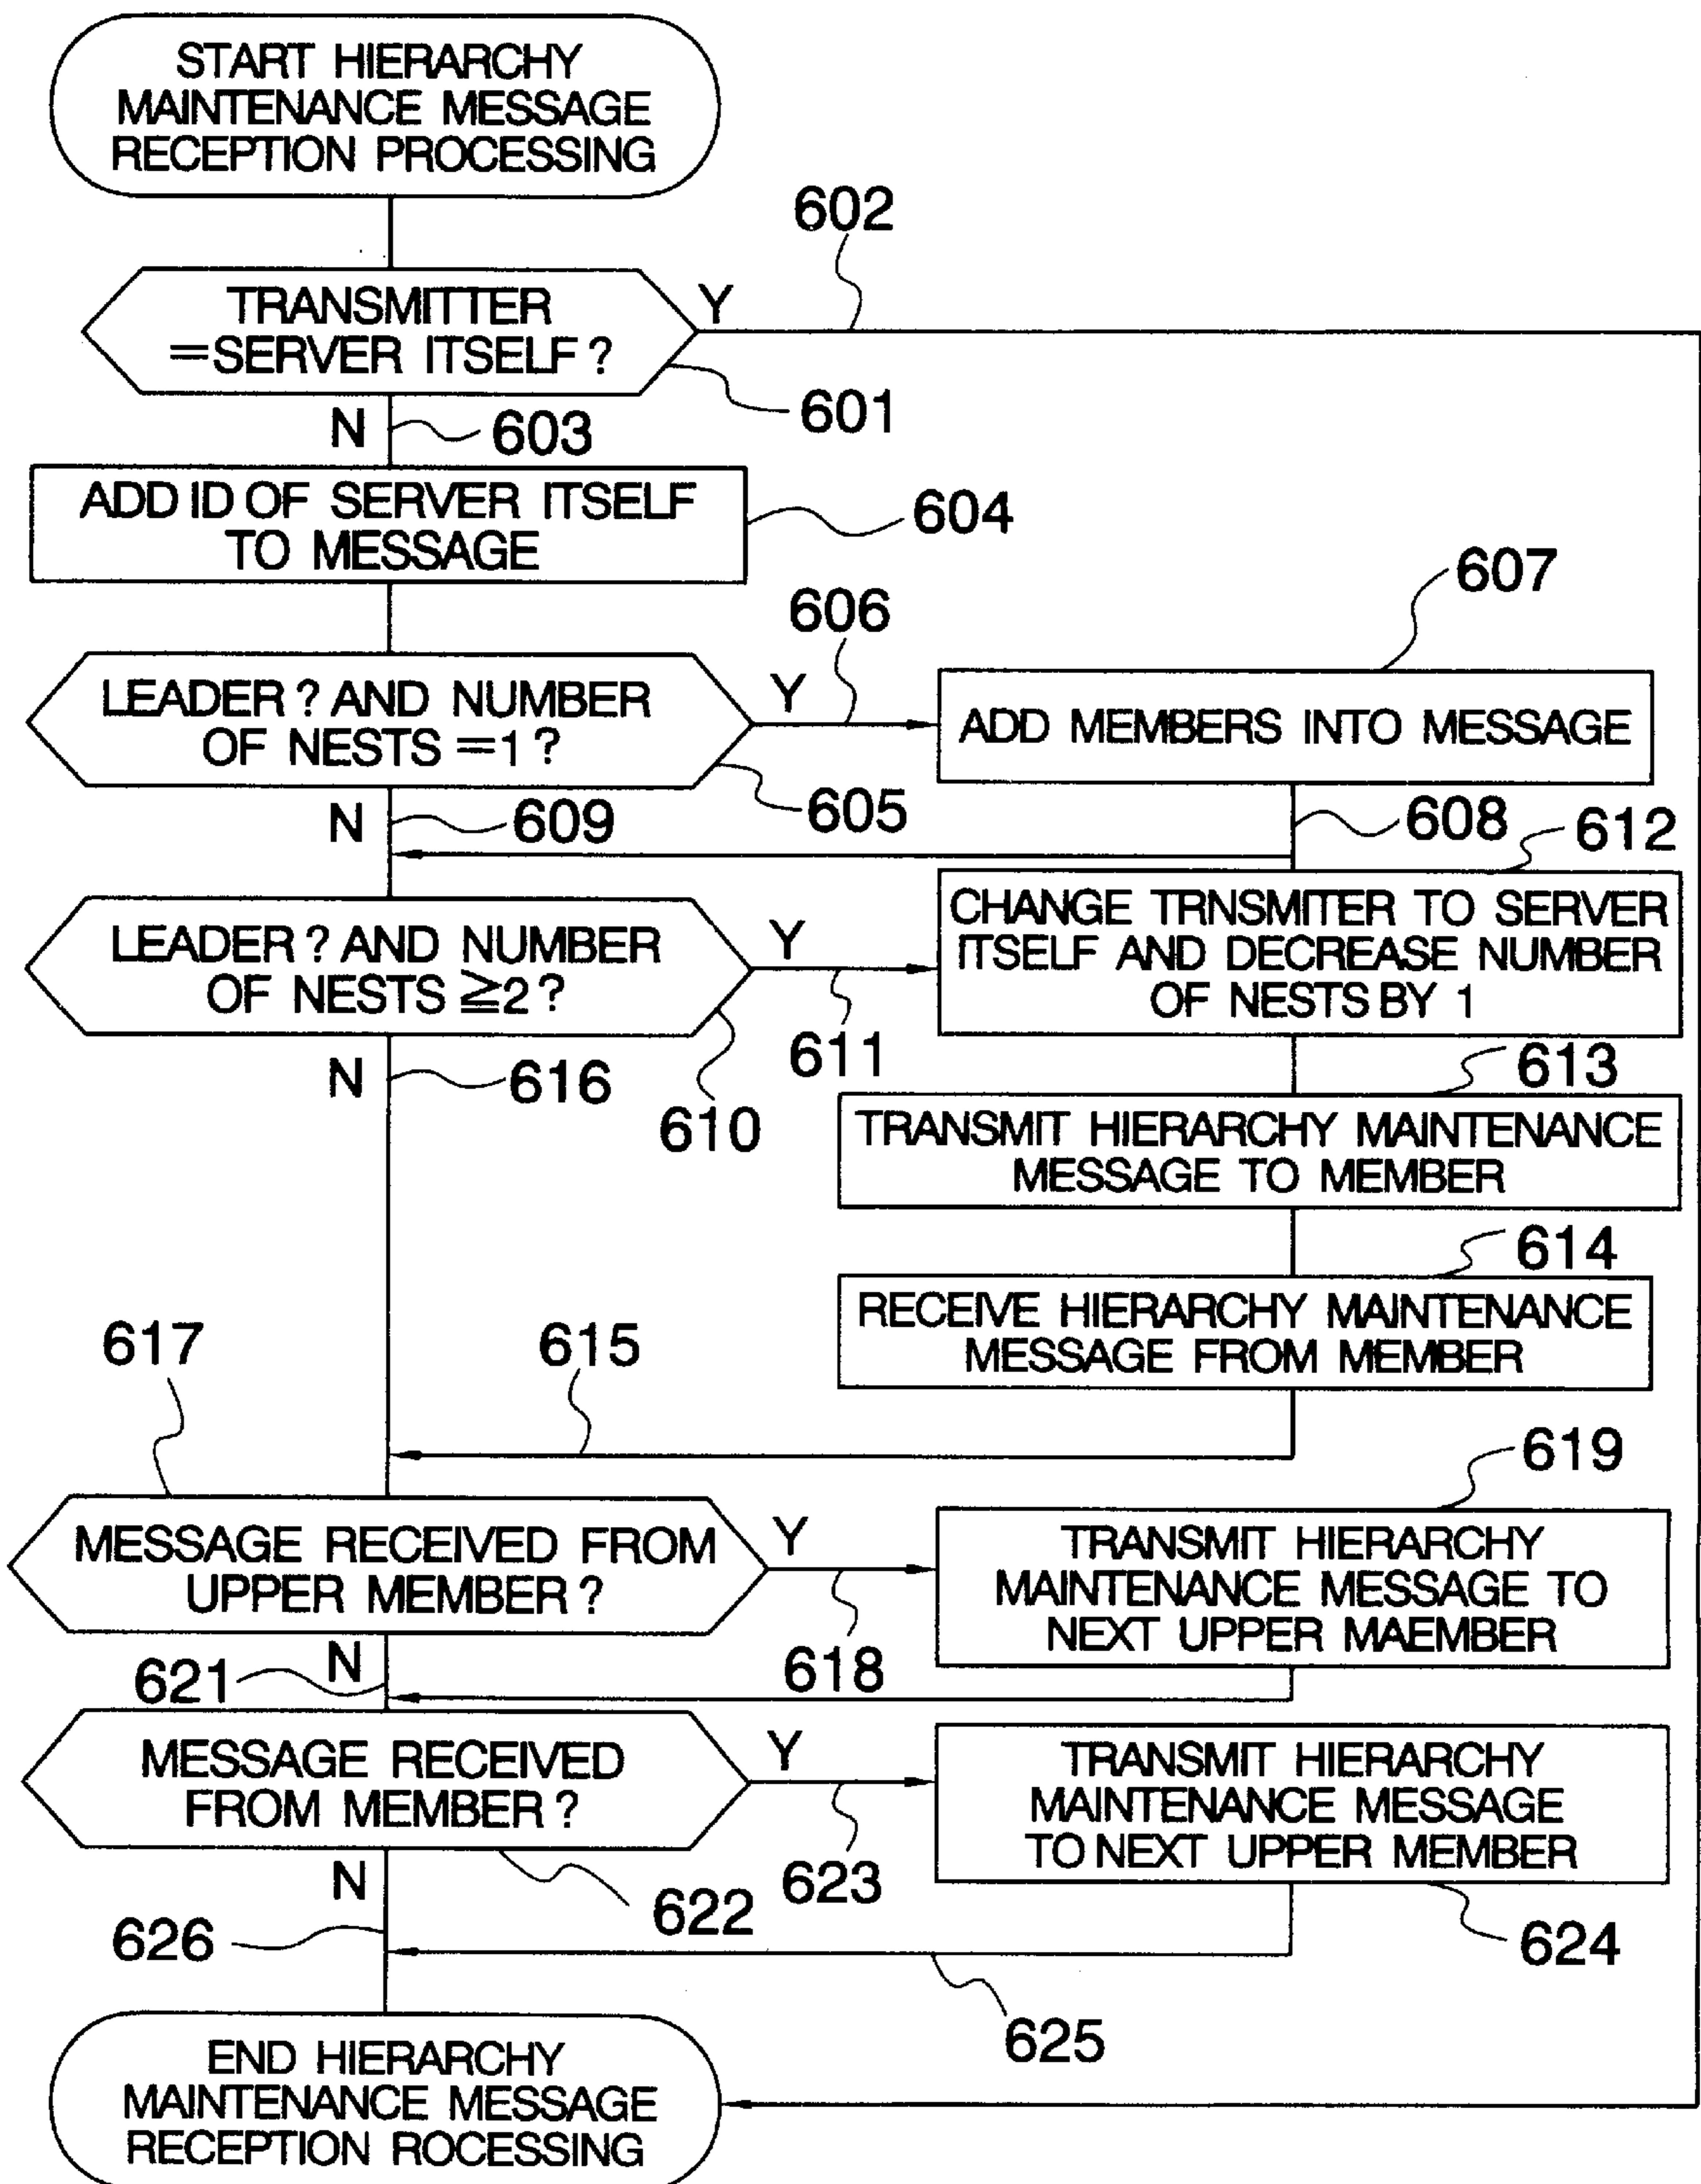 START HIERARCHY
MAINTENANCE MESSAGE
RECEPTION PROCESSING
602
TRANSMITTER
=SERVER ITSELF?
Y
601
N
603
ADD ID OF SERVER ITSELF
TO MESSAGE
604
607
606
LEADER? AND NUMBER
OF NESTS =1?
Y
ADD MEMBERS INTO MESSAGE
605
N
609
608
612
LEADER? AND NUMBER
OF NESTS ≧2?
Y
CHANGE TRNSMITER TO SERVER
ITSELF AND DECREASE NUMBER
OF NESTS BY 1
611
N
616
610
613
TRANSMIT HIERARCHY MAINTENANCE
MESSAGE TO MEMBER
614
RECEIVE HIERARCHY MAINTENANCE
MESSAGE FROM MEMBER
617
615
619
MESSAGE RECEIVED FROM
UPPER MEMBER?
Y
TRANSMIT HIERARCHY
MAINTENANCE MESSAGE TO
NEXT UPPER MAEMBER
618
N
621
MESSAGE RECEIVED
FROM MEMBER?
Y
TRANSMIT HIERARCHY
MAINTENANCE MESSAGE
TO NEXT UPPER MEMBER
623
N
622
626
624
625
END HIERARCHY
MAINTENANCE MESSAGE
RECEPTION ROCESSING